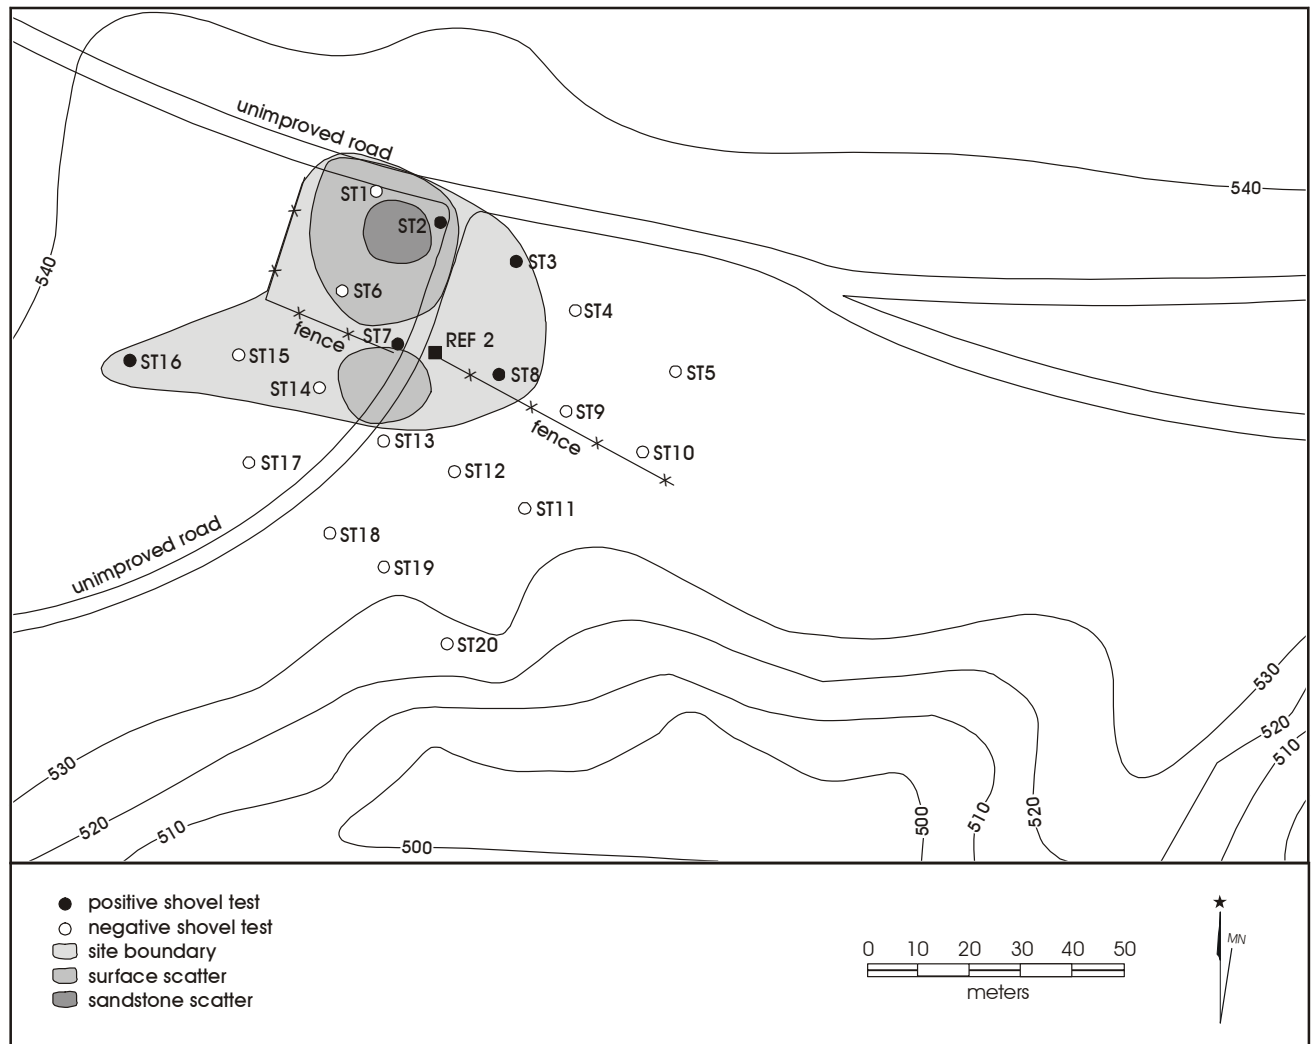 unimproved road
540
540
ST1
ST2
ST3
ST4
ST5
ST6
ST7
REF 2
fence
ST8
ST16
ST15
ST14
ST9
fence
ST10
ST13
ST12
ST11
ST17
ST18
ST19
unimproved road
ST20
530
520
510
530
520
510
500
500
510
520
positive shovel test
negative shovel test
site boundary
surface scatter
sandstone scatter
0 10 20 30 40 50
meters
MN